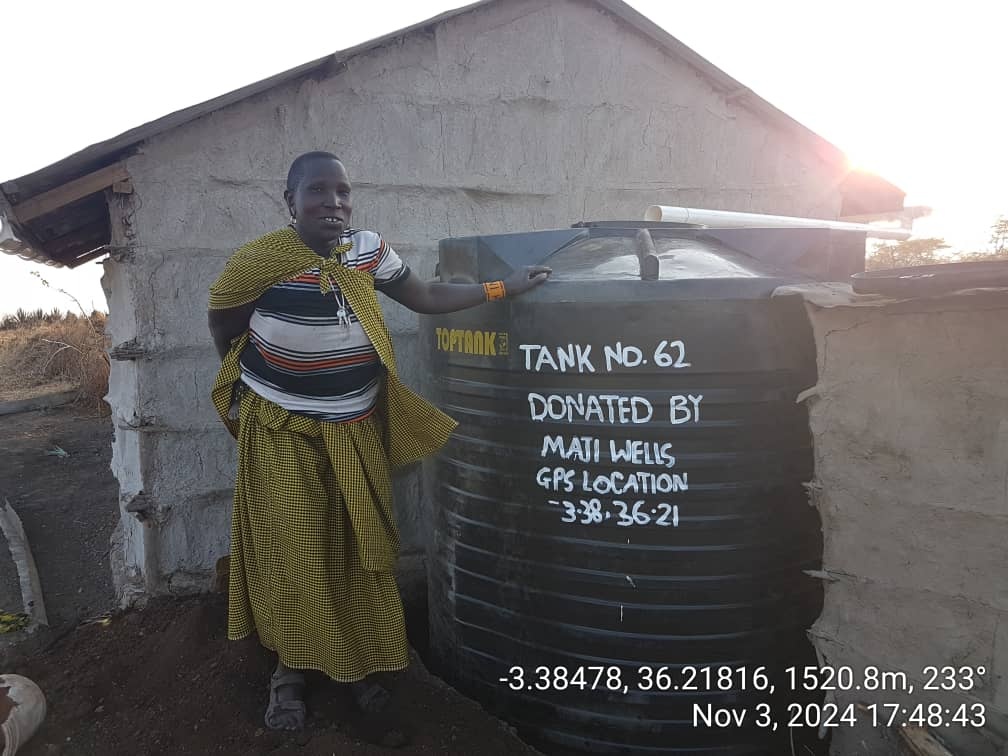 TOPTANK
TANK NO. 62
DONATED BY
MAJI WELLS
GPS LOCATION
-3.38.36.21
-3.38478, 36.21816, 1520.8m, 233°
Nov 3, 2024 17:48:43